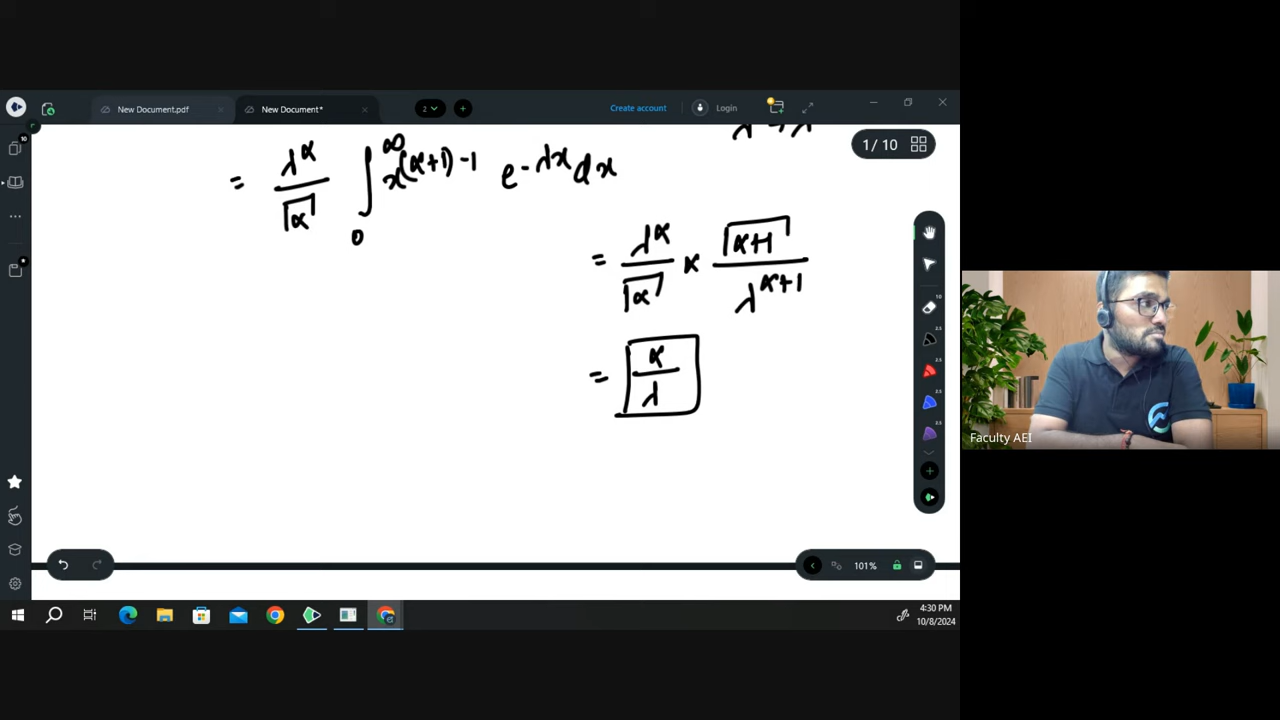 New Document.pdf
New Document*
2
Create account
Login
1/ 10
= λ^α / Γα ∫_0^∞ x^(α+1)-1 e^-λx dx
= λ^α / Γα × Γα+1 / λ^α+1
= α / λ
101%
Faculty AEI
4:30 PM
10/8/2024